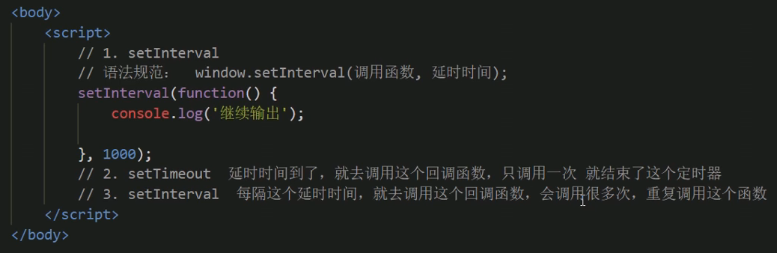 <body>
<script>
// 1. setInterval
// 语法规范:  window.setInterval(调用函数, 延时时间);
setInterval(function() {
console.log('继续输出');
}, 1000);
// 2. setTimeout  延时时间到了，就去调用这个回调函数，只调用一次 就结束了这个定时器
// 3. setInterval  每隔这个延时时间，就去调用这个回调函数，会调用很多次，重复调用这个函数
</script>
</body>